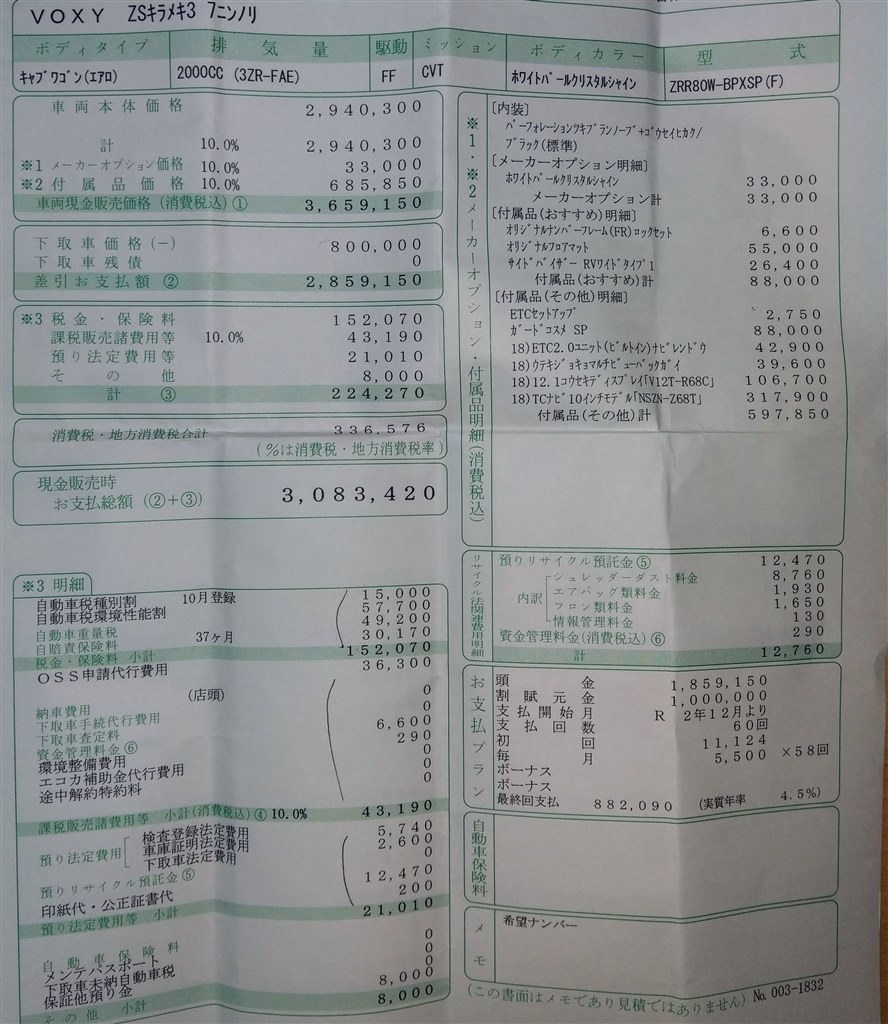 VOXY ZSｷﾗﾒｷ3 7ﾆﾝﾉﾘ
ボディタイプ 排気量 駆動 ミッション ボディカラー 型式
ｷｬﾌﾞﾜｺﾞﾝ(ｴｱﾛ) 2000CC (3ZR-FAE) FF CVT ﾎﾜｲﾄﾊﾟｰﾙｸﾘｽﾀﾙｼｬｲﾝ ZRR80W-BPXSP(F)
車両本体価格 2,940,300
計 10.0% 2,940,300
※1 メーカーオプション価格 10.0% 33,000
※2 付属品価格 10.0% 685,850
車両現金販売価格(消費税込)① 3,659,150
下取車価格(−) 800,000
下取車残債 0
差引お支払額 ② 2,859,150
※3 税金・保険料 152,070
課税販売諸費用等 10.0% 43,190
預り法定費用等 21,010
その他 8,000
計 ③ 224,270
消費税・地方消費税合計 336,576
(%は消費税・地方消費税率)
現金販売時
お支払総額(②+③) 3,083,420
※3 明細
自動車税種別割 10月登録 15,000
自動車税環境性能割 57,700
自動車重量税 49,200
自賠責保険料 37ヶ月 30,170
税金・保険料 小計 152,070
OSS申請代行費用 36,300
(店頭)
納車費用 0
下取車手続代行費用 0
下取車査定料 6,600
資金管理料金⑥ 290
環境整備費用 0
エコカ補助金代行費用 0
途中解約特約料 0
課税販売諸費用等 小計(消費税込)④ 10.0% 43,190
預り法定費用 検査登録法定費用 5,740
車庫証明法定費用 2,600
下取車法定費用 0
預りリサイクル預託金⑤ 12,470
印紙代・公正証書代 200
預り法定費用等 小計 21,010
自動車保険料 0
メンテパスポート 0
下取車未納自動車税 0
保証他預り金 8,000
その他 小計 8,000
※1・※2メーカーオプション・付属品明細(消費税込)
[内装]
ﾊﾟｰﾌｫﾚｰｼｮﾝﾂｷﾌﾞﾗﾝﾉｰﾌﾞ+ｺﾞｳｾｲﾋｶｸ/
ﾌﾞﾗｯｸ(標準)
[メーカーオプション明細]
ﾎﾜｲﾄﾊﾟｰﾙｸﾘｽﾀﾙｼｬｲﾝ 33,000
メーカーオプション計 33,000
[付属品(おすすめ)明細]
ｵﾘｼﾞﾅﾙﾅﾝﾊﾞｰﾌﾚｰﾑ(FR)ﾛｯｸｾｯﾄ 6,600
ｵﾘｼﾞﾅﾙﾌﾛｱﾏｯﾄ 55,000
ｻｲﾄﾞﾊﾞｲｻﾞｰ RVﾜｲﾄﾞﾀｲﾌﾟ1 26,400
付属品(おすすめ)計 88,000
[付属品(その他)明細]
ETCｾｯﾄｱｯﾌﾟ 2,750
ｶﾞｰﾄﾞｺｽﾒ SP 88,000
18)ETC2.0ﾕﾆｯﾄ(ﾋﾞﾙﾄｲﾝ)ﾅﾋﾞﾚﾝﾄﾞｳ 42,900
18)ｳﾃｷｼﾞｮｷｮﾏﾙﾁﾋﾞｭｰﾊﾞｯｸｶﾞｲ 39,600
18)12.1ｺｳｾｷﾃﾞｨｽﾌﾟﾚｲ｢V12T-R68C｣ 106,700
18)TCﾅﾋﾞ10ｲﾝﾁﾓﾃﾞﾙ｢NSZN-Z68T｣ 317,900
付属品(その他)計 597,850
リサイクル法関連費用明細
預りリサイクル預託金⑤ 12,470
内訳 シュレッダーダスト料金 8,760
エアバッグ類料金 1,930
フロン類料金 1,650
情報管理料金 130
資金管理料金(消費税込)⑥ 290
計 12,760
お支払プラン
頭金 1,859,150
割賦元金 1,000,000
支払開始月 R 2年12月より
支払回数 60回
初回 11,124
毎月 5,500 ×58回
ボーナス
ボーナス
最終回支払 882,090 (実質年率 4.5%)
自動車保険料
メモ
希望ナンバー
(この書面はメモであり見積ではありません) No. 003-1832